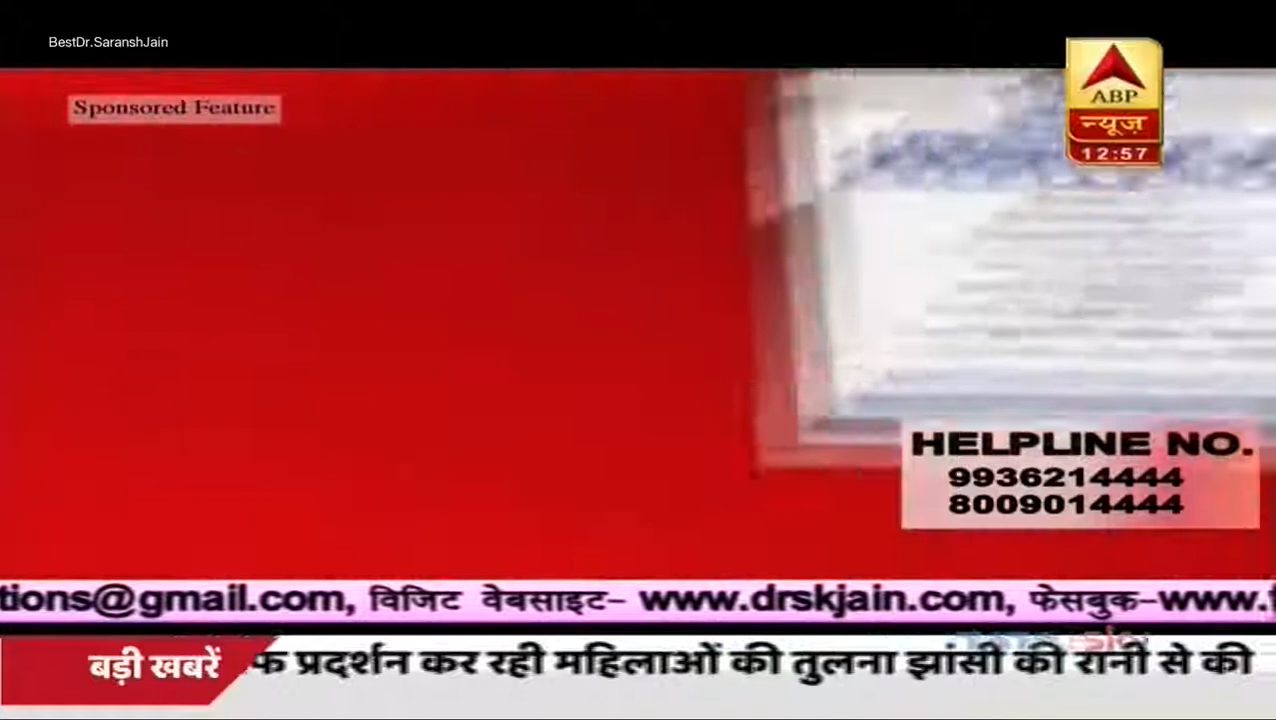 BestDr.SaranshJain
Sponsored Feature
ABP
न्यूज़
12:57
HELPLINE NO.
9936214444
8009014444
tions@gmail.com, विजिट वेबसाइट- www.drskjain.com, फेसबुक-www.
बड़ी खबरें
फ प्रदर्शन कर रही महिलाओं की तुलना झांसी की रानी से की